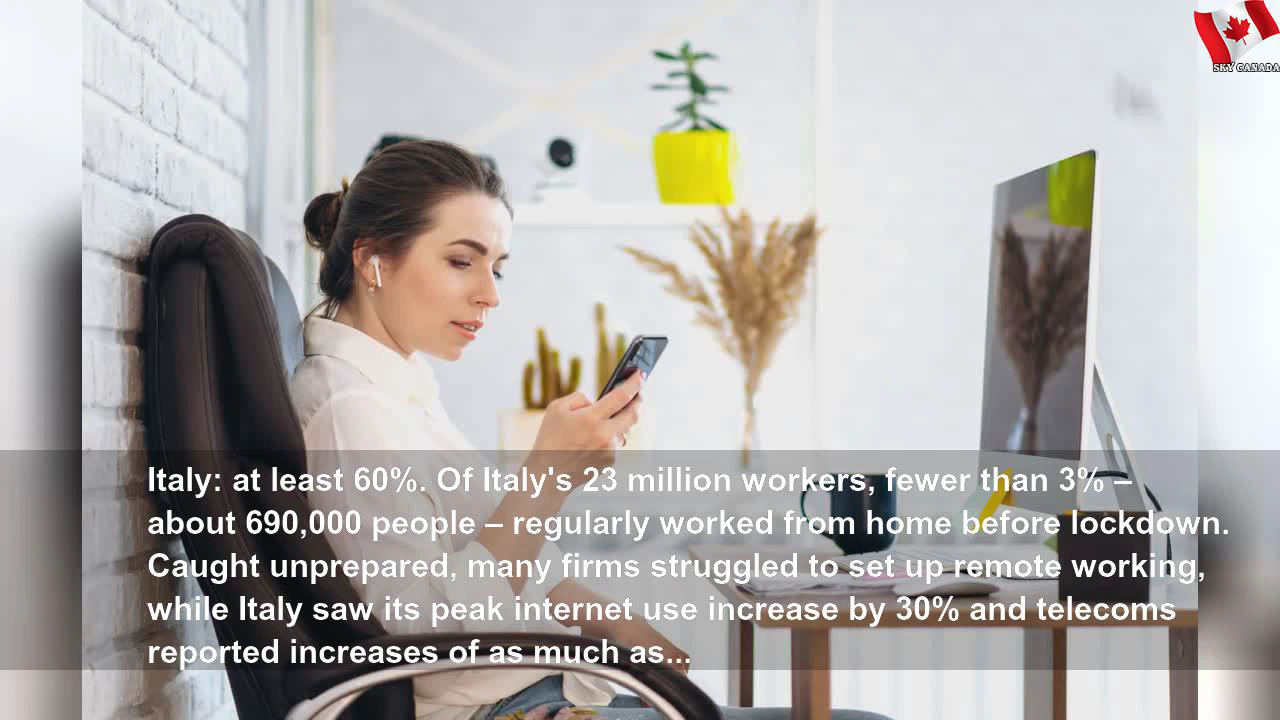 SKY CANADA
Italy: at least 60%. Of Italy's 23 million workers, fewer than 3% –
about 690,000 people – regularly worked from home before lockdown.
Caught unprepared, many firms struggled to set up remote working,
while Italy saw its peak internet use increase by 30% and telecoms
reported increases of as much as...